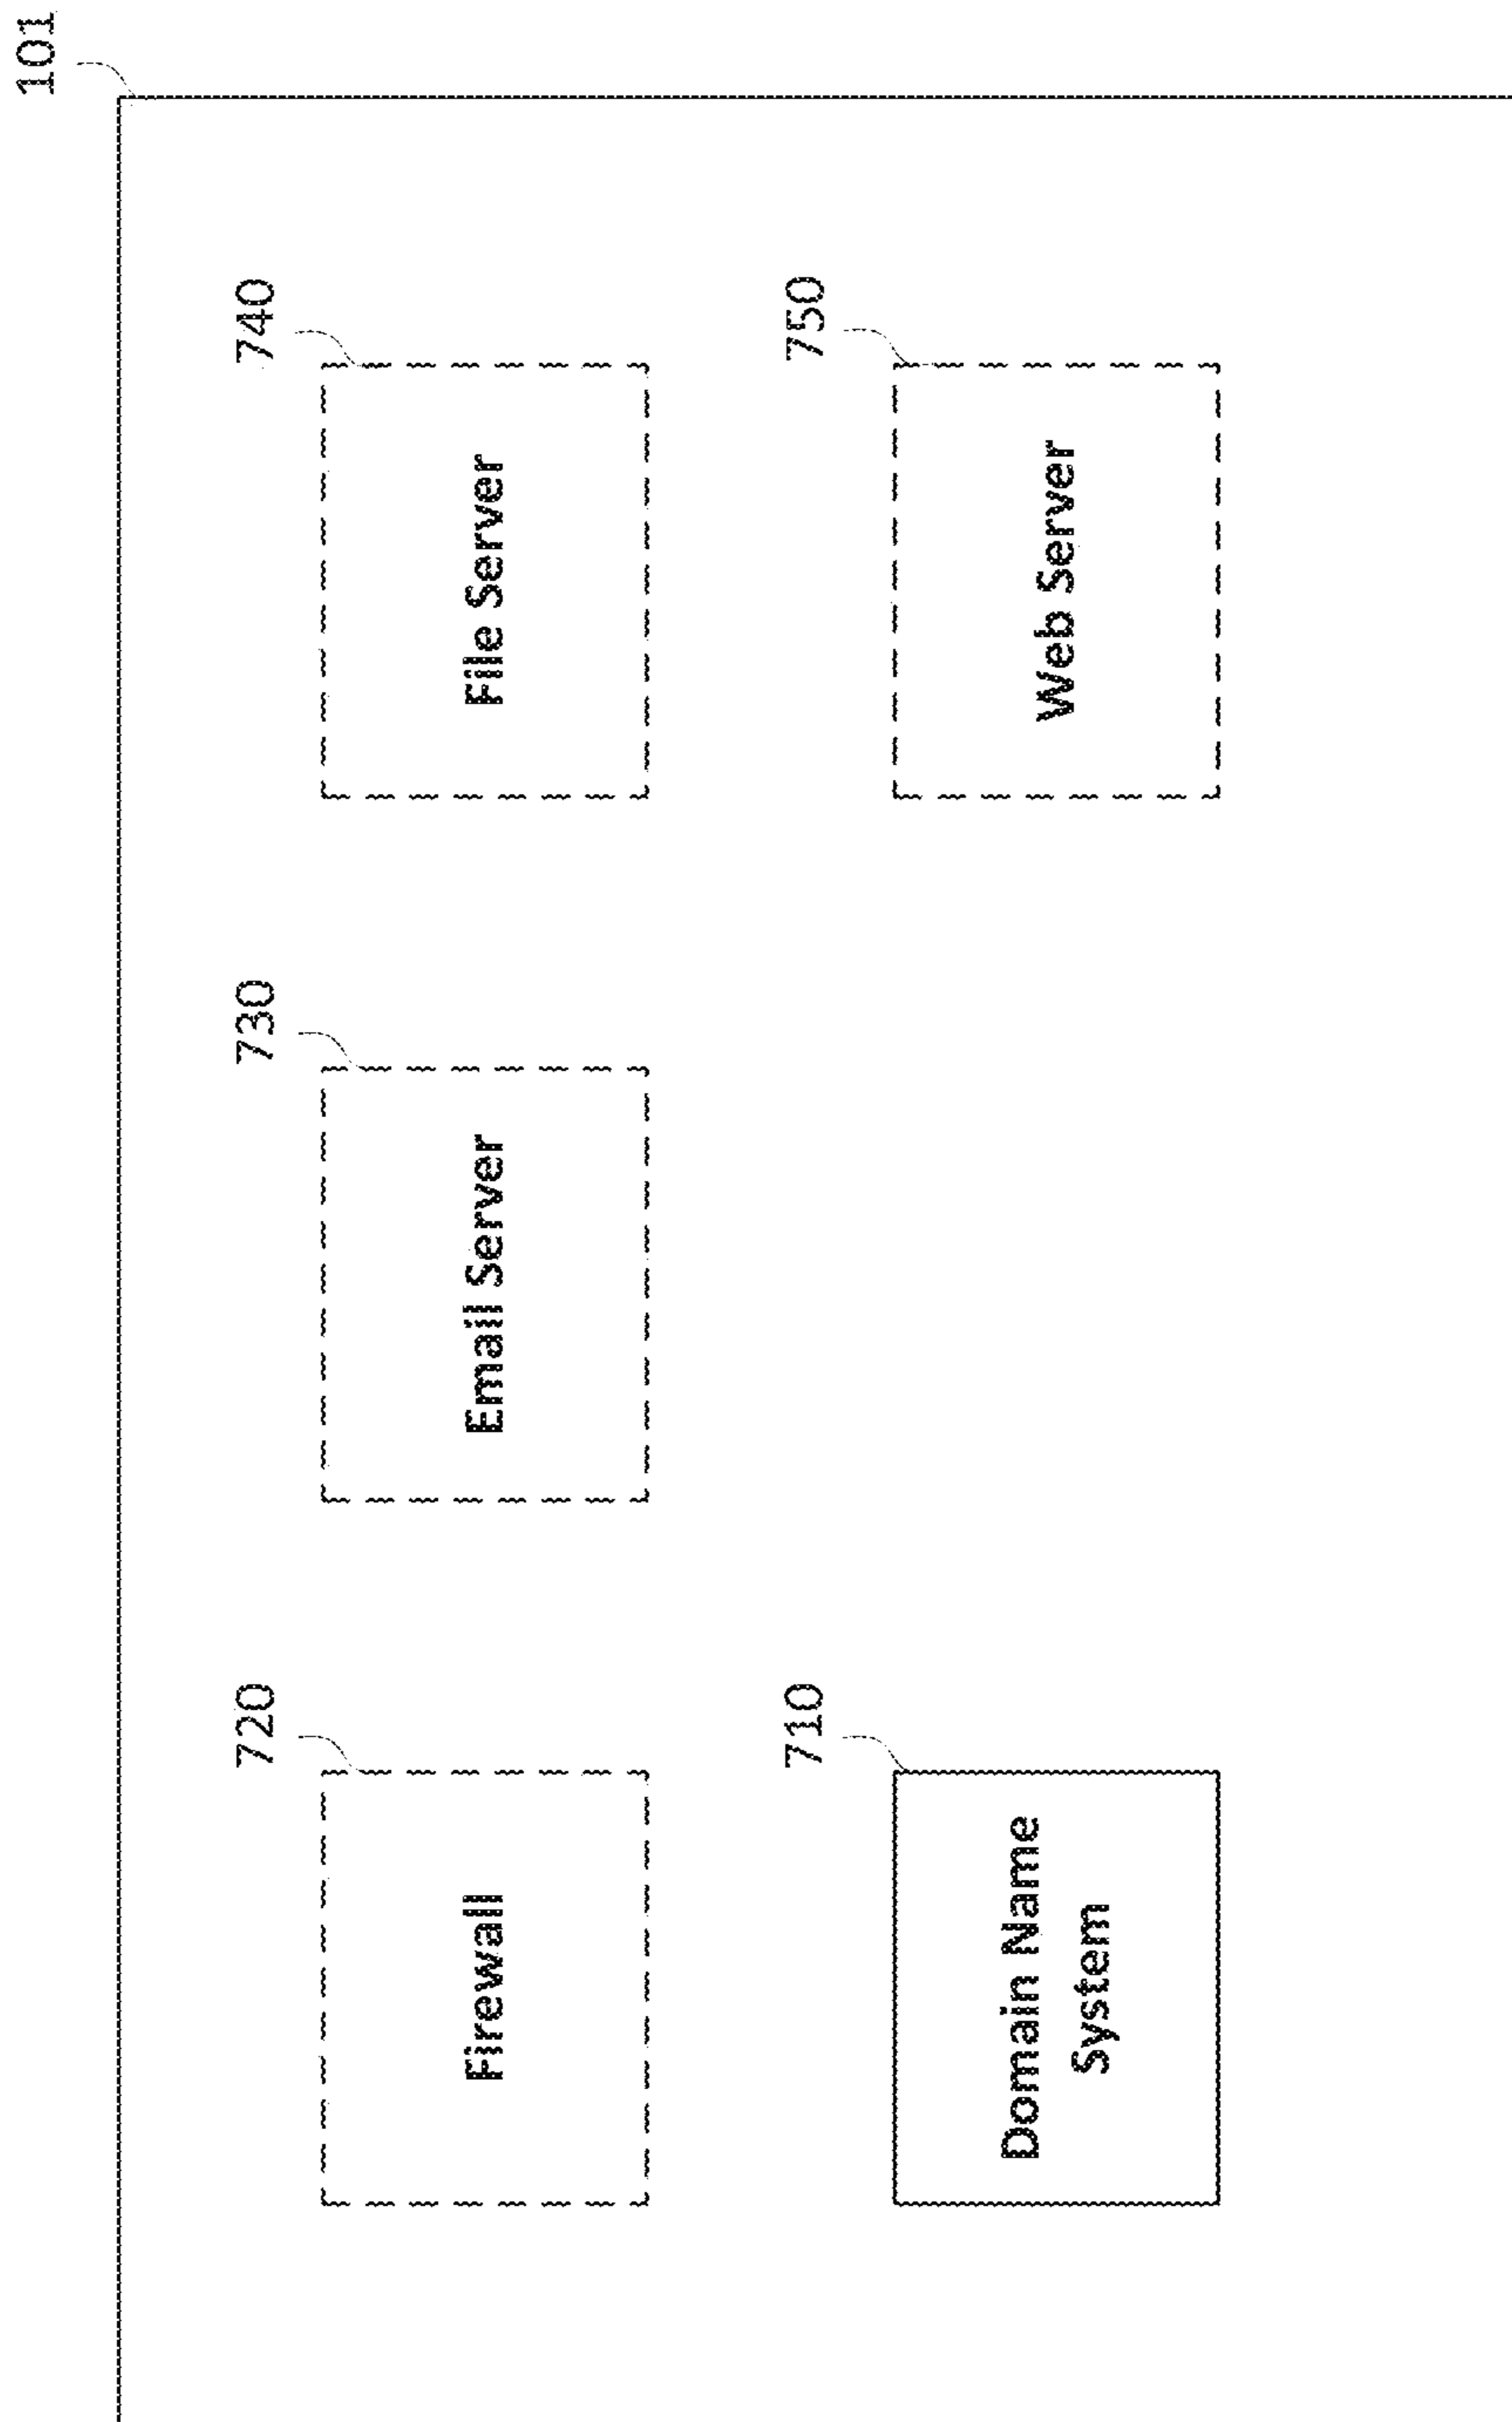 101
720
Firewall
730
Email Server
740
File Server
710
Domain Name
System
750
Web Server